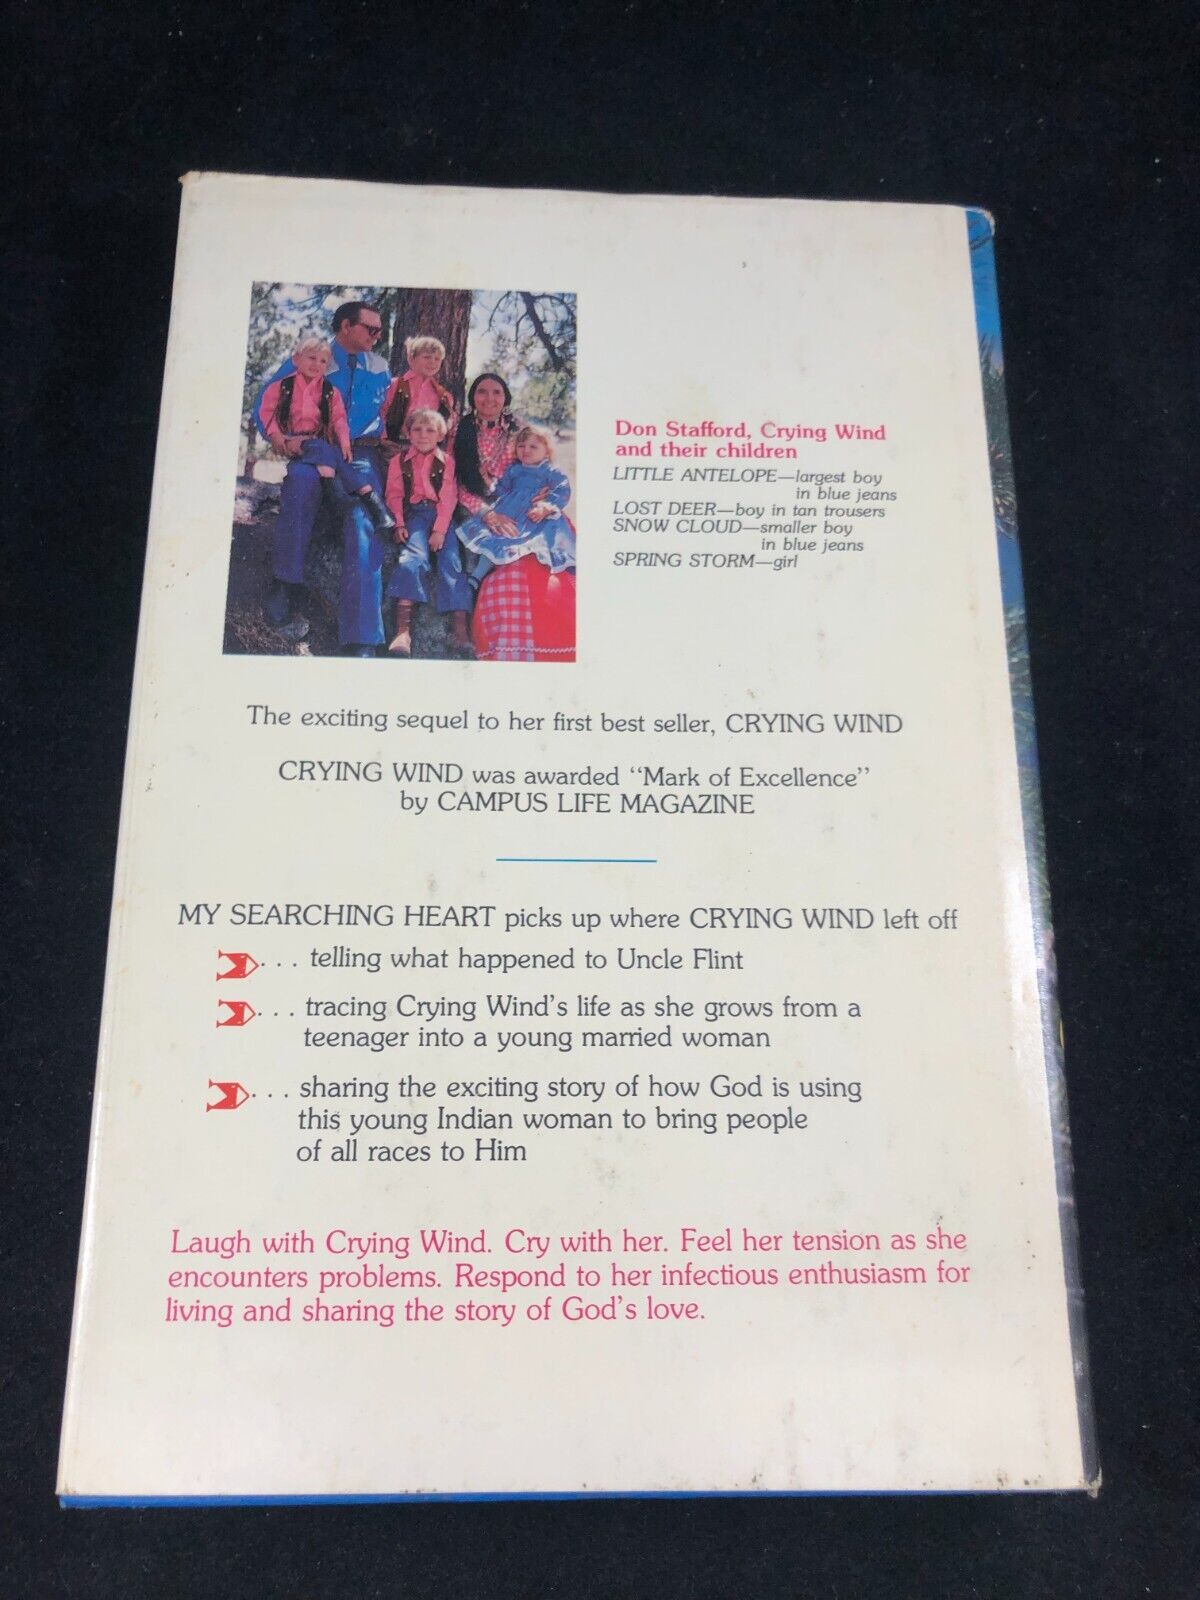 Don Stafford, Crying Wind
and their children
LITTLE ANTELOPE—largest boy
in blue jeans
LOST DEER—boy in tan trousers
SNOW CLOUD—smaller boy
in blue jeans
SPRING STORM—girl
The exciting sequel to her first best seller, CRYING WIND
CRYING WIND was awarded “Mark of Excellence”
by CAMPUS LIFE MAGAZINE
MY SEARCHING HEART picks up where CRYING WIND left off
. . . telling what happened to Uncle Flint
. . . tracing Crying Wind’s life as she grows from a
teenager into a young married woman
. . . sharing the exciting story of how God is using
this young Indian woman to bring people
of all races to Him
Laugh with Crying Wind. Cry with her. Feel her tension as she
encounters problems. Respond to her infectious enthusiasm for
living and sharing the story of God’s love.